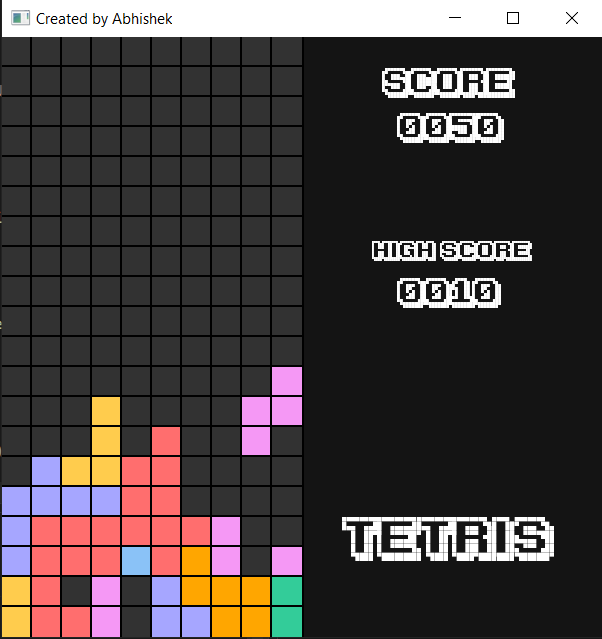 Created by Abhishek
SCORE
0050
HIGH SCORE
0010
TETRIS